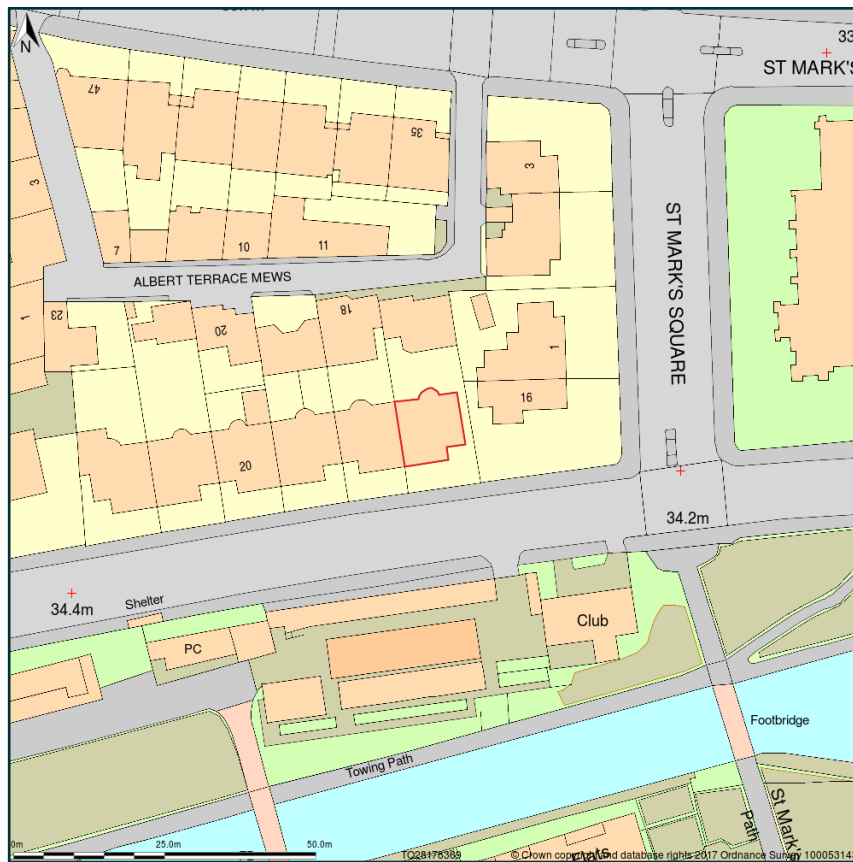 N
33
ST MARK'S
47
35
3
3
7
10
11
ALBERT TERRACE MEWS
ST MARK'S SQUARE
1
23
20
18
1
16
20
34.2m
34.4m
Shelter
PC
Club
Footbridge
Towing Path
St Mark's
Path
0m
25.0m
50.0m
TQ28178369
© Crown copyright and database rights 2017 Ordnance Survey 10005314